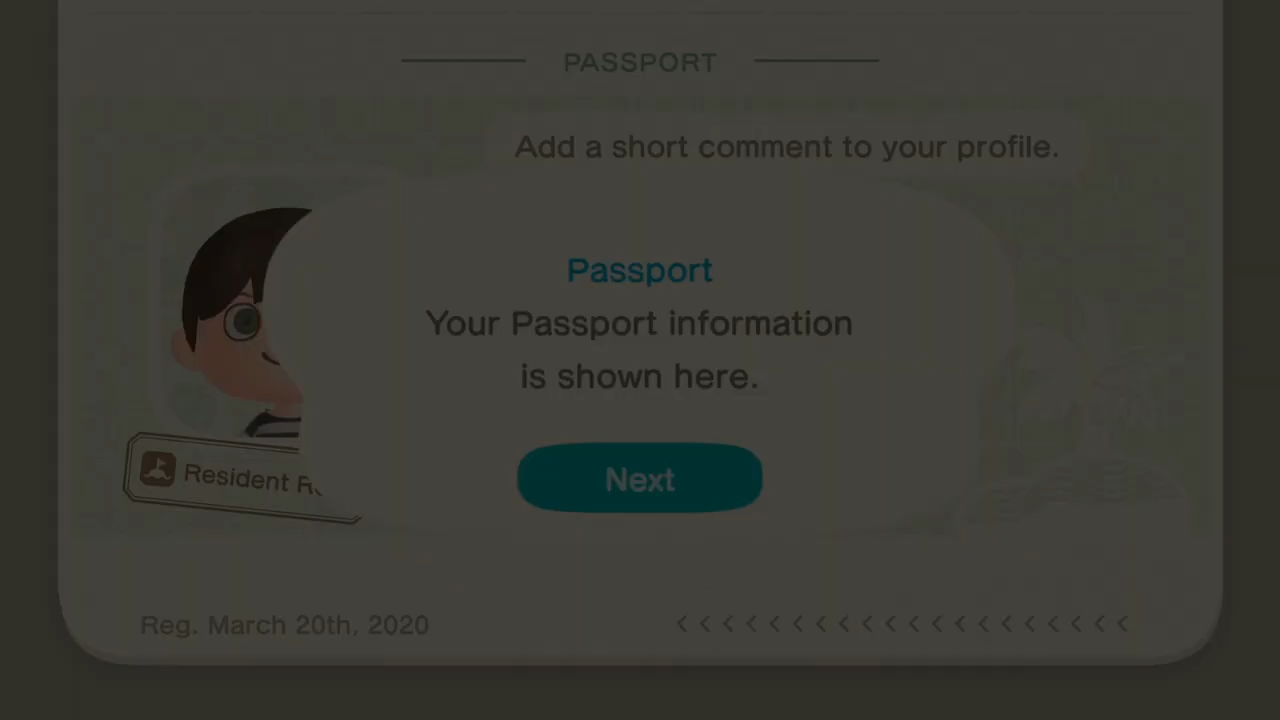 PASSPORT
Add a short comment to your profile.
Passport
Your Passport information
is shown here.
Next
Resident
Reg. March 20th, 2020
<<<<<<<<<<<<<<<<<<<<